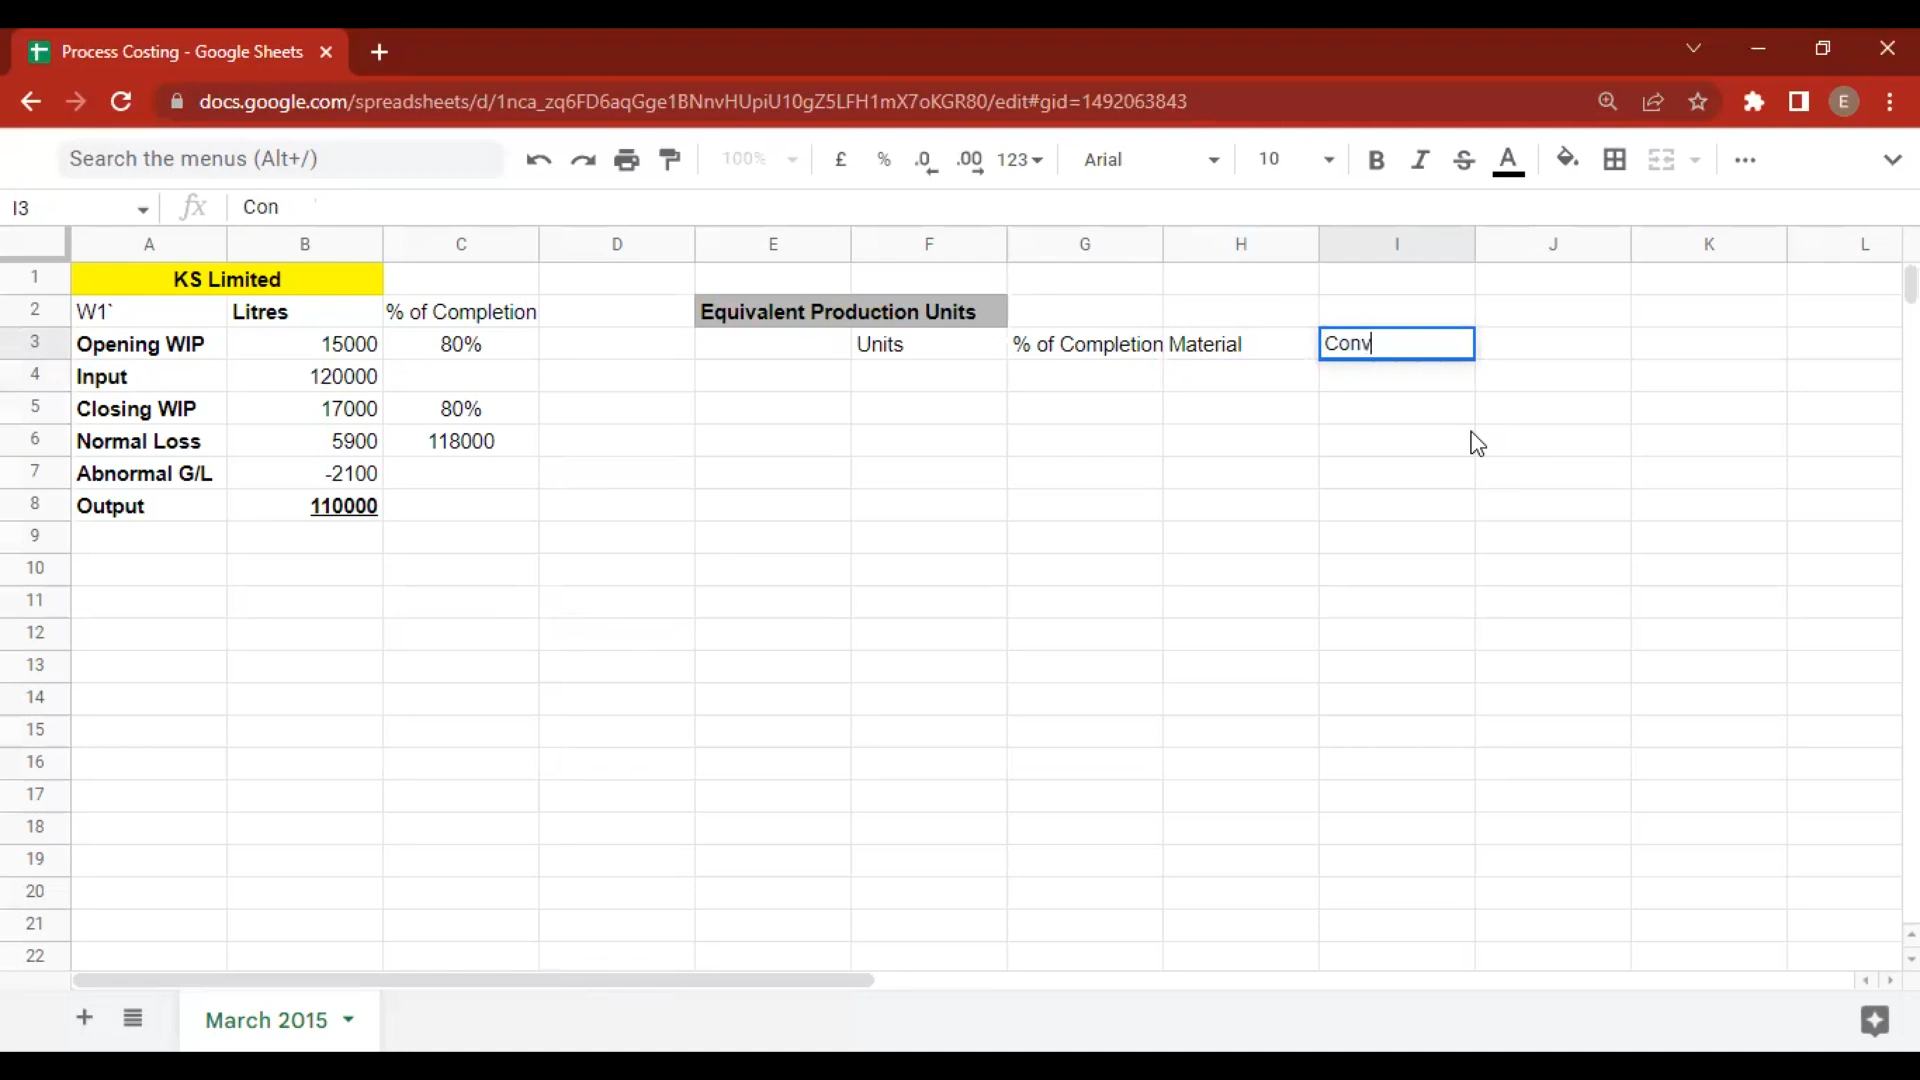 Process Costing - Google Sheets
docs.google.com/spreadsheets/d/1nca_zq6FD6aqGge1BNnvHUpiU10gZ5LFH1mX7oKGR80/edit#gid=1492063843
E
Search the menus (Alt+/)
100% £ % .0 .00 123 Arial 10 B I S A
I3 fx Con
A B C D E F G H I J K L
1 KS Limited
2 W1` Litres % of Completion Equivalent Production Units
3 Opening WIP 15000 80% Units % of Completion Material Conv
4 Input 120000
5 Closing WIP 17000 80%
6 Normal Loss 5900 118000
7 Abnormal G/L -2100
8 Output 110000
9
10
11
12
13
14
15
16
17
18
19
20
21
22
March 2015